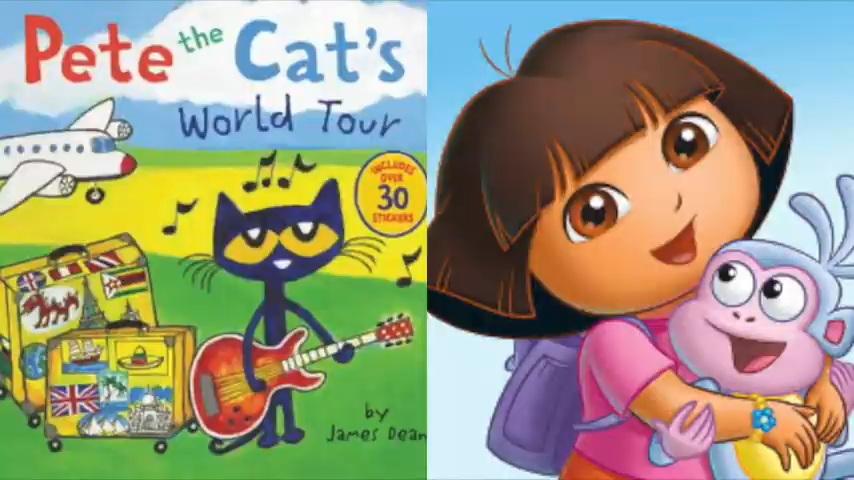 Pete the Cat's
World Tour
INCLUDES
OVER
30
STICKERS
by
James Dean